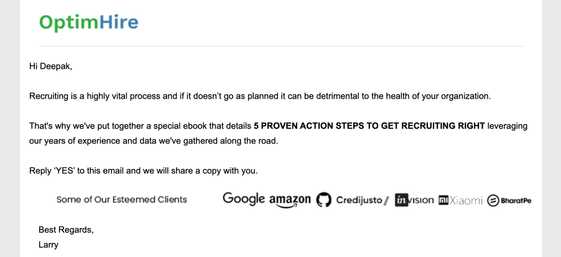 OptimHire
Hi Deepak,
Recruiting is a highly vital process and if it doesn't go as planned it can be detrimental to the health of your organization.
That's why we've put together a special ebook that details 5 PROVEN ACTION STEPS TO GET RECRUITING RIGHT leveraging
our years of experience and data we've gathered along the road.
Reply 'YES' to this email and we will share a copy with you.
Some of Our Esteemed Clients Google amazon Credijusto/ in VISION MI Xiaomi BharatPe
Best Regards,
Larry